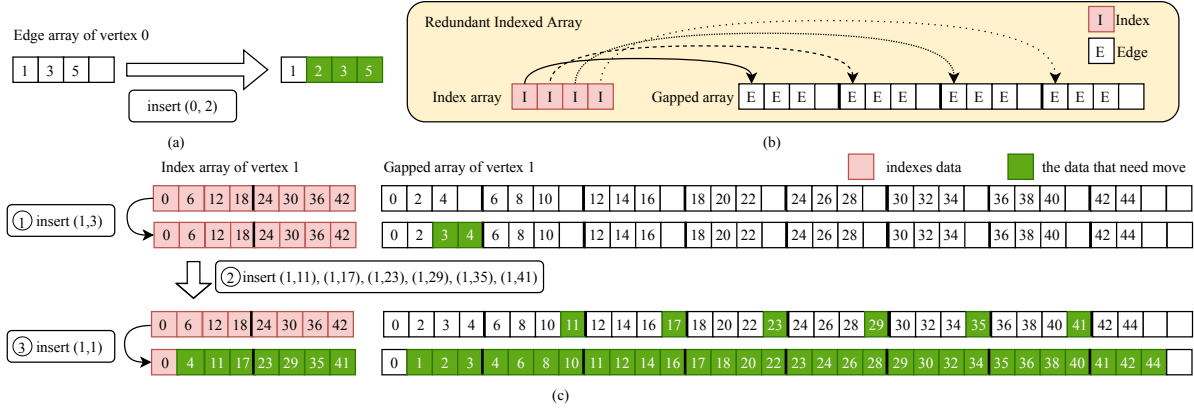 Edge array of vertex 0
1 3 5
insert (0, 2)
1 2 3 5
(a)
Redundant Indexed Array
I Index
E Edge
Index array I I I I
Gapped array E E E E E E E E E E E E
(b)
Index array of vertex 1
Gapped array of vertex 1
indexes data
the data that need move
① insert (1,3)
0 6 12 18 24 30 36 42
0 2 4 6 8 10 12 14 16 18 20 22 24 26 28 30 32 34 36 38 40 42 44
0 6 12 18 24 30 36 42
0 2 3 4 6 8 10 12 14 16 18 20 22 24 26 28 30 32 34 36 38 40 42 44
② insert (1,11), (1,17), (1,23), (1,29), (1,35), (1,41)
③ insert (1,1)
0 6 12 18 24 30 36 42
0 2 3 4 6 8 10 11 12 14 16 17 18 20 22 23 24 26 28 29 30 32 34 35 36 38 40 41 42 44
0 4 11 17 23 29 35 41
0 1 2 3 4 6 8 10 11 12 14 16 17 18 20 22 23 24 26 28 29 30 32 34 35 36 38 40 41 42 44
(c)